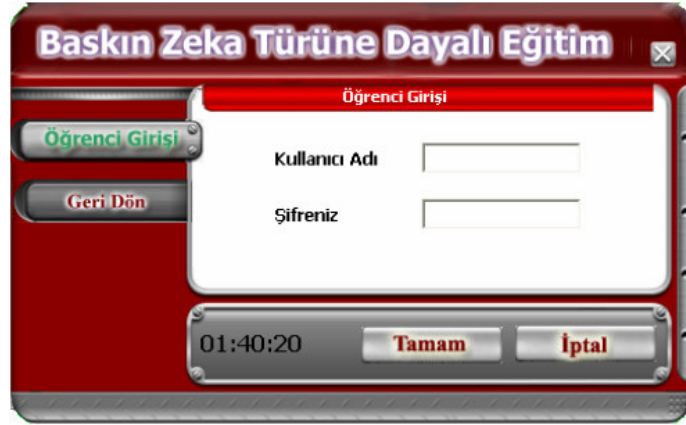 Baskın Zeka Türüne Dayalı Eğitim
Öğrenci Girişi
Öğrenci Girişi
Kullanıcı Adı
Geri Dön
Şifreniz
01:40:20
Tamam
İptal